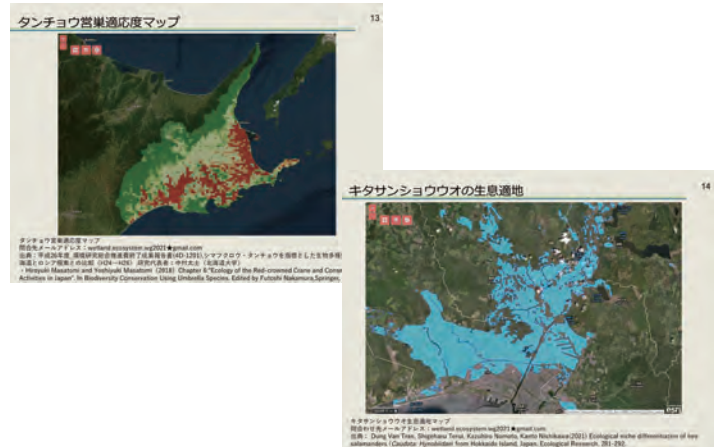 タンチョウ営巣適応度マップ
13
タンチョウ営巣適応度マップ
問合先メールアドレス:wetland.ecosystem.wg2021★gmail.com
出典:平成26年度 環境研究総合推進費終了成果報告書(4D-1201)シマフクロウ・タンチョウを指標とした生物多様
海道とロシア極東との比較(H24～H26) 研究代表者:中村太士(北海道大学)
・Hiroyuki Masatomi and Yoshiyuki Masatomi (2018) Chapter 6 "Ecology of the Red-crowned Crane and Conse
Activities in Japan". In Biodiversity Conservation Using Umbrella Species. Edited by Futoshi Nakamura,Springer,
キタサンショウウオの生息適地
14
esri
キタサンショウウオ生息適地マップ
問合わせ先メールアドレス:wetland.ecosystem.wg2021★gmail.com
出典: Dung Van Tran, Shigeharu Terui, Kazuhiro Nomoto, Kanto Nishikawa(2021) Ecological niche differentiation of two
salamanders (Caudata: Hynobiidae) from Hokkaido Island, Japan. Ecological Research. 281-292.